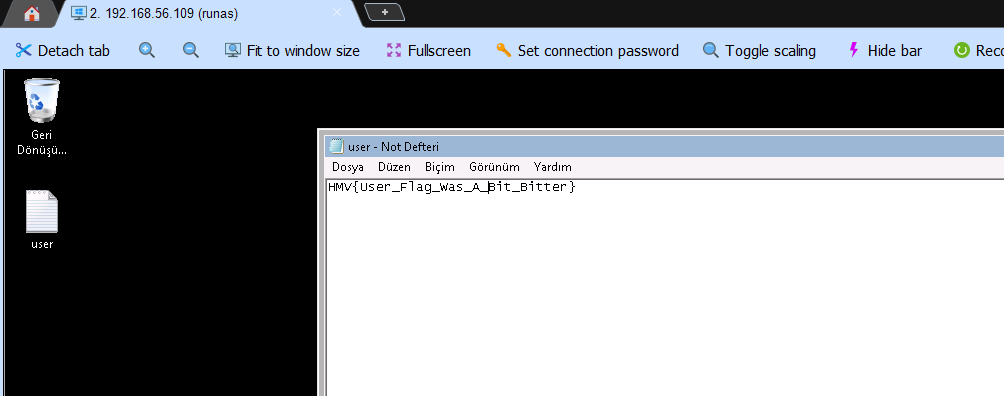 2. 192.168.56.109 (runas)
Detach tab Fit to window size Fullscreen Set connection password Toggle scaling Hide bar Reco
Geri
Dönüşü...
user
user - Not Defteri
Dosya Düzen Biçim Görünüm Yardım
HMV{User_Flag_Was_A_Bit_Bitter}